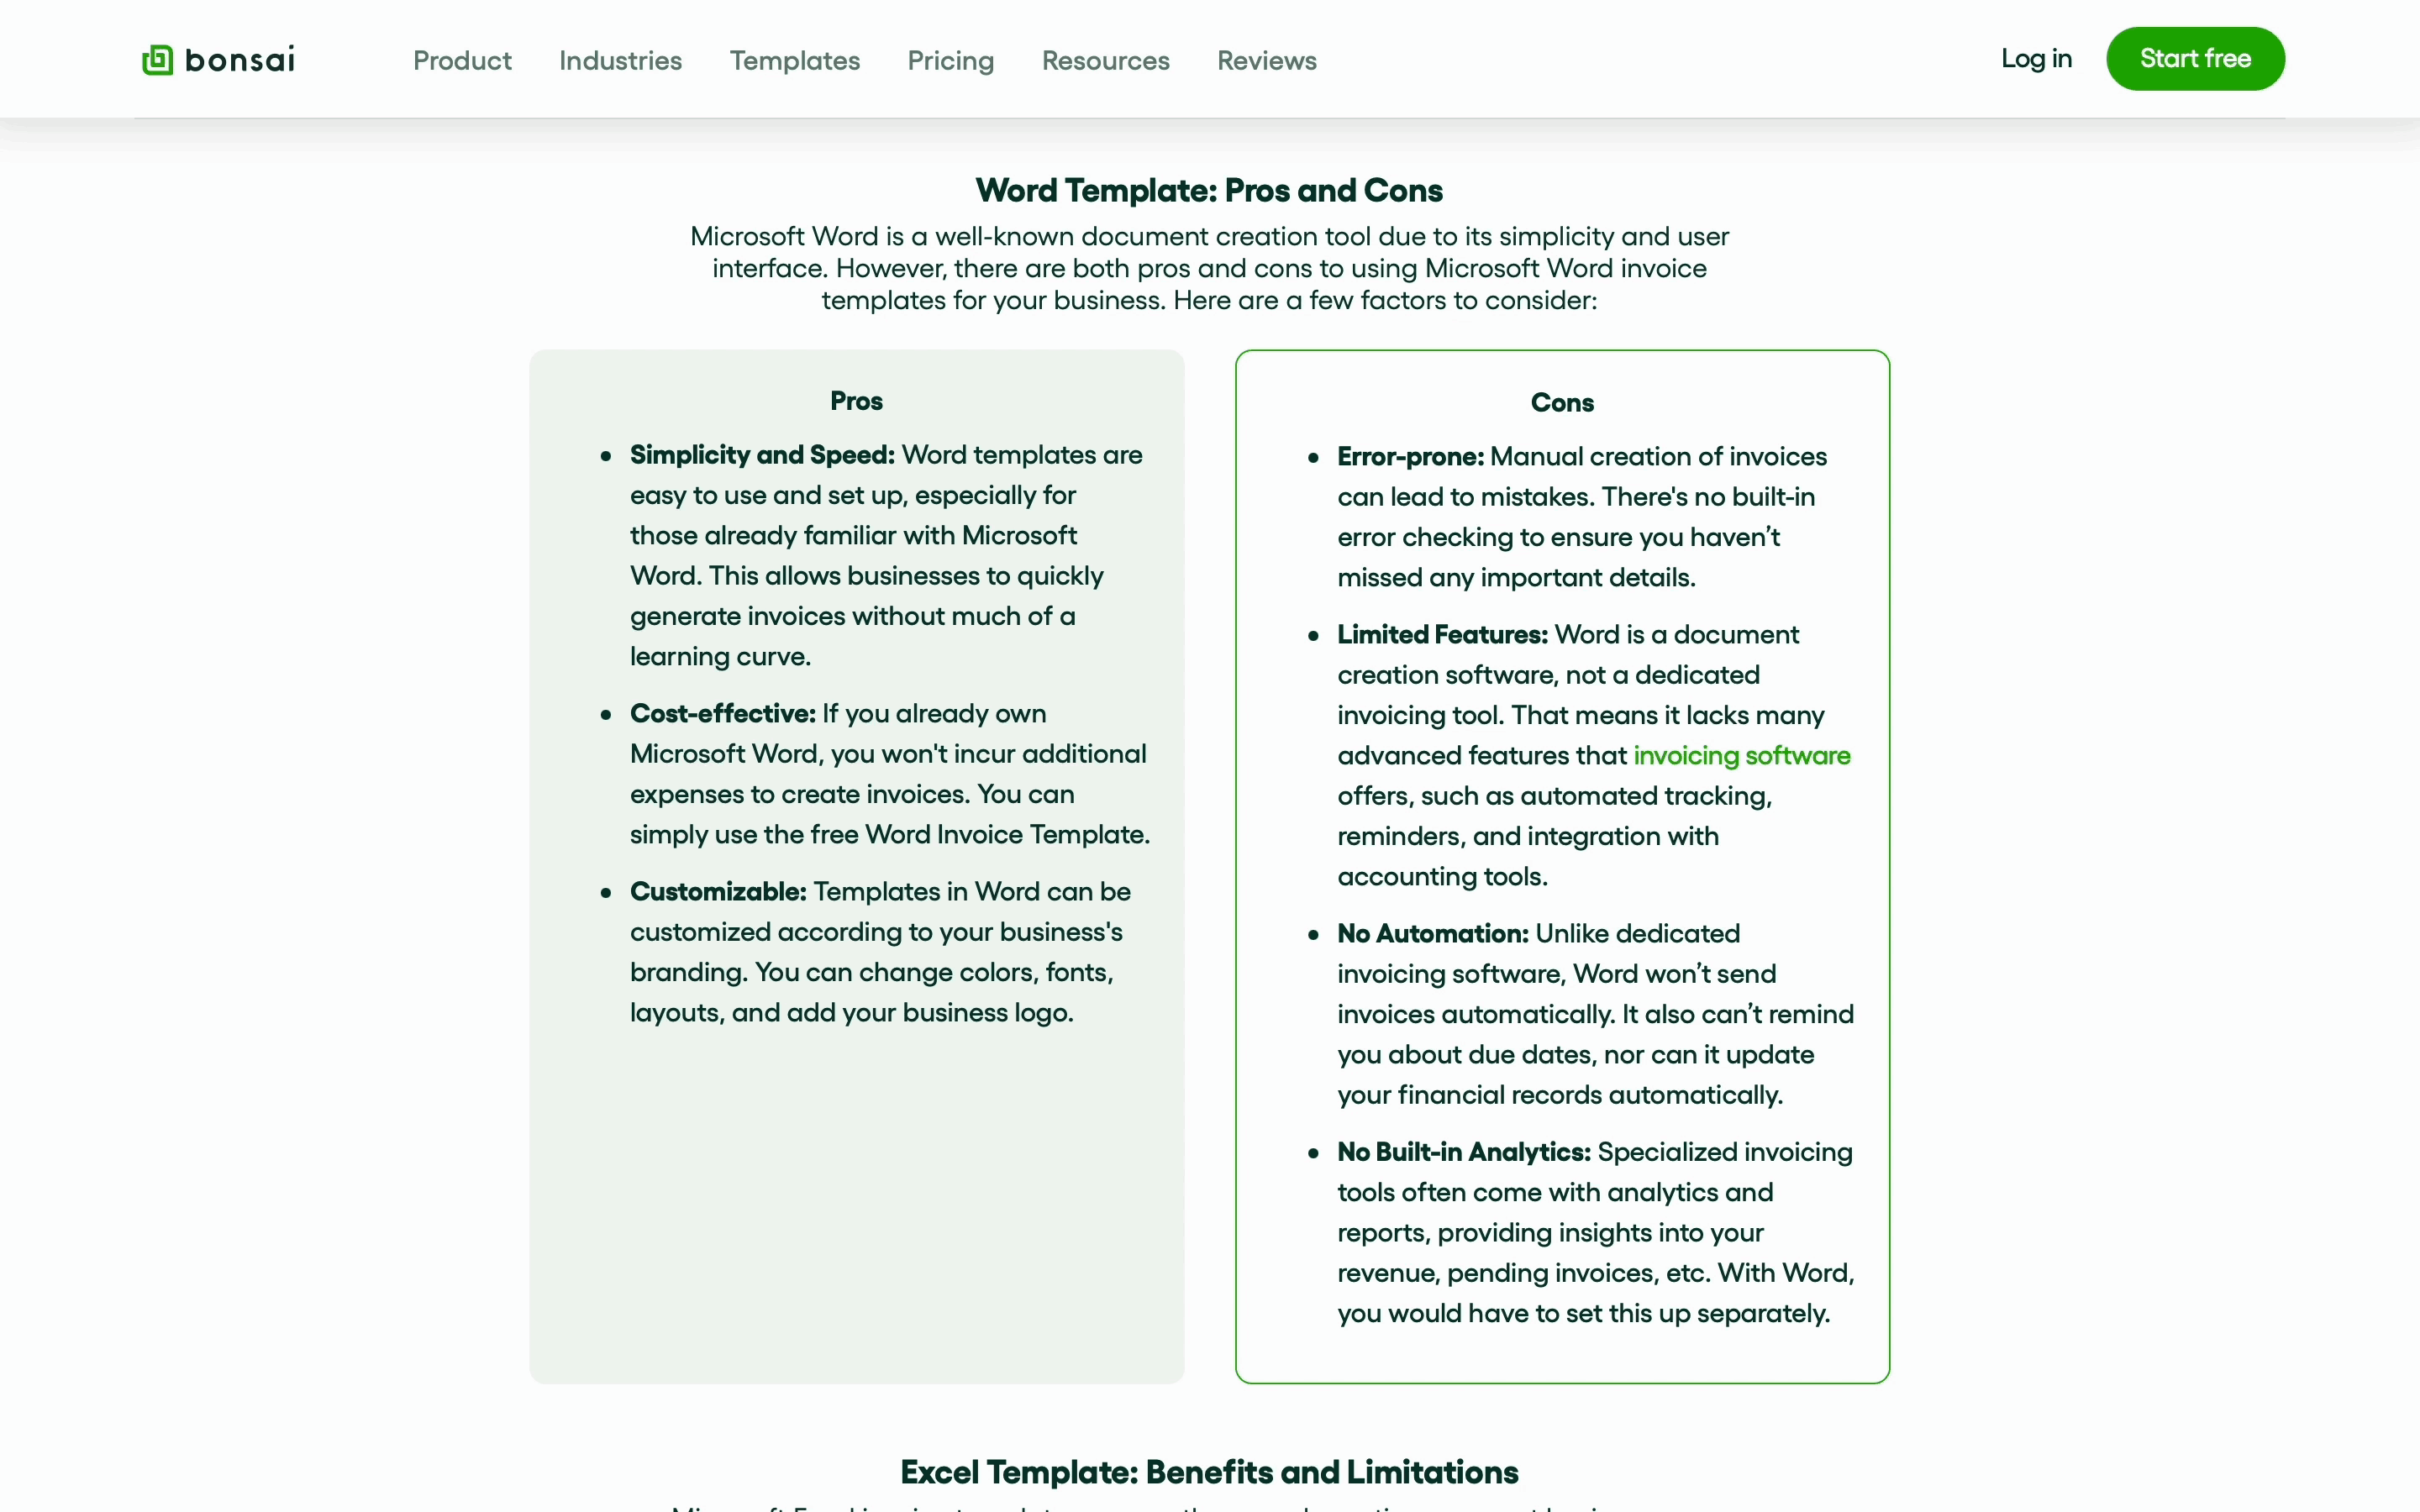 bonsai
Product Industries Templates Pricing Resources Reviews
Log in
Start free
Word Template: Pros and Cons
Microsoft Word is a well-known document creation tool due to its simplicity and user
interface. However, there are both pros and cons to using Microsoft Word invoice
templates for your business. Here are a few factors to consider:
Pros
• Simplicity and Speed: Word templates are
easy to use and set up, especially for
those already familiar with Microsoft
Word. This allows businesses to quickly
generate invoices without much of a
learning curve.
• Cost-effective: If you already own
Microsoft Word, you won't incur additional
expenses to create invoices. You can
simply use the free Word Invoice Template.
• Customizable: Templates in Word can be
customized according to your business's
branding. You can change colors, fonts,
layouts, and add your business logo.
Cons
• Error-prone: Manual creation of invoices
can lead to mistakes. There's no built-in
error checking to ensure you haven’t
missed any important details.
• Limited Features: Word is a document
creation software, not a dedicated
invoicing tool. That means it lacks many
advanced features that invoicing software
offers, such as automated tracking,
reminders, and integration with
accounting tools.
• No Automation: Unlike dedicated
invoicing software, Word won’t send
invoices automatically. It also can’t remind
you about due dates, nor can it update
your financial records automatically.
• No Built-in Analytics: Specialized invoicing
tools often come with analytics and
reports, providing insights into your
revenue, pending invoices, etc. With Word,
you would have to set this up separately.
Excel Template: Benefits and Limitations